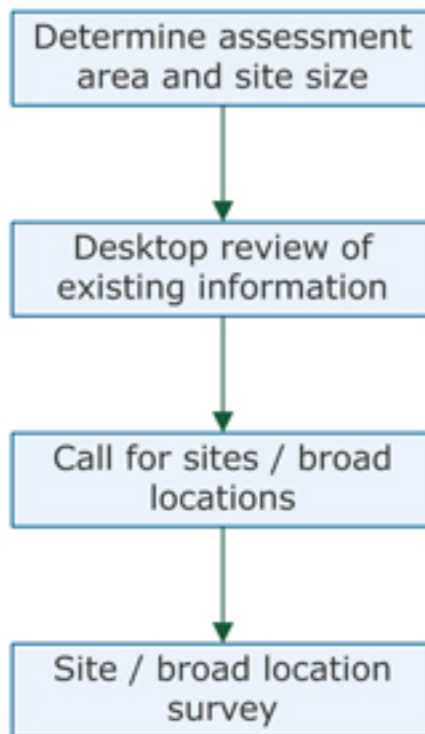 Determine assessment
area and site size
Desktop review of
existing information
Call for sites / broad
locations
Site / broad location
survey